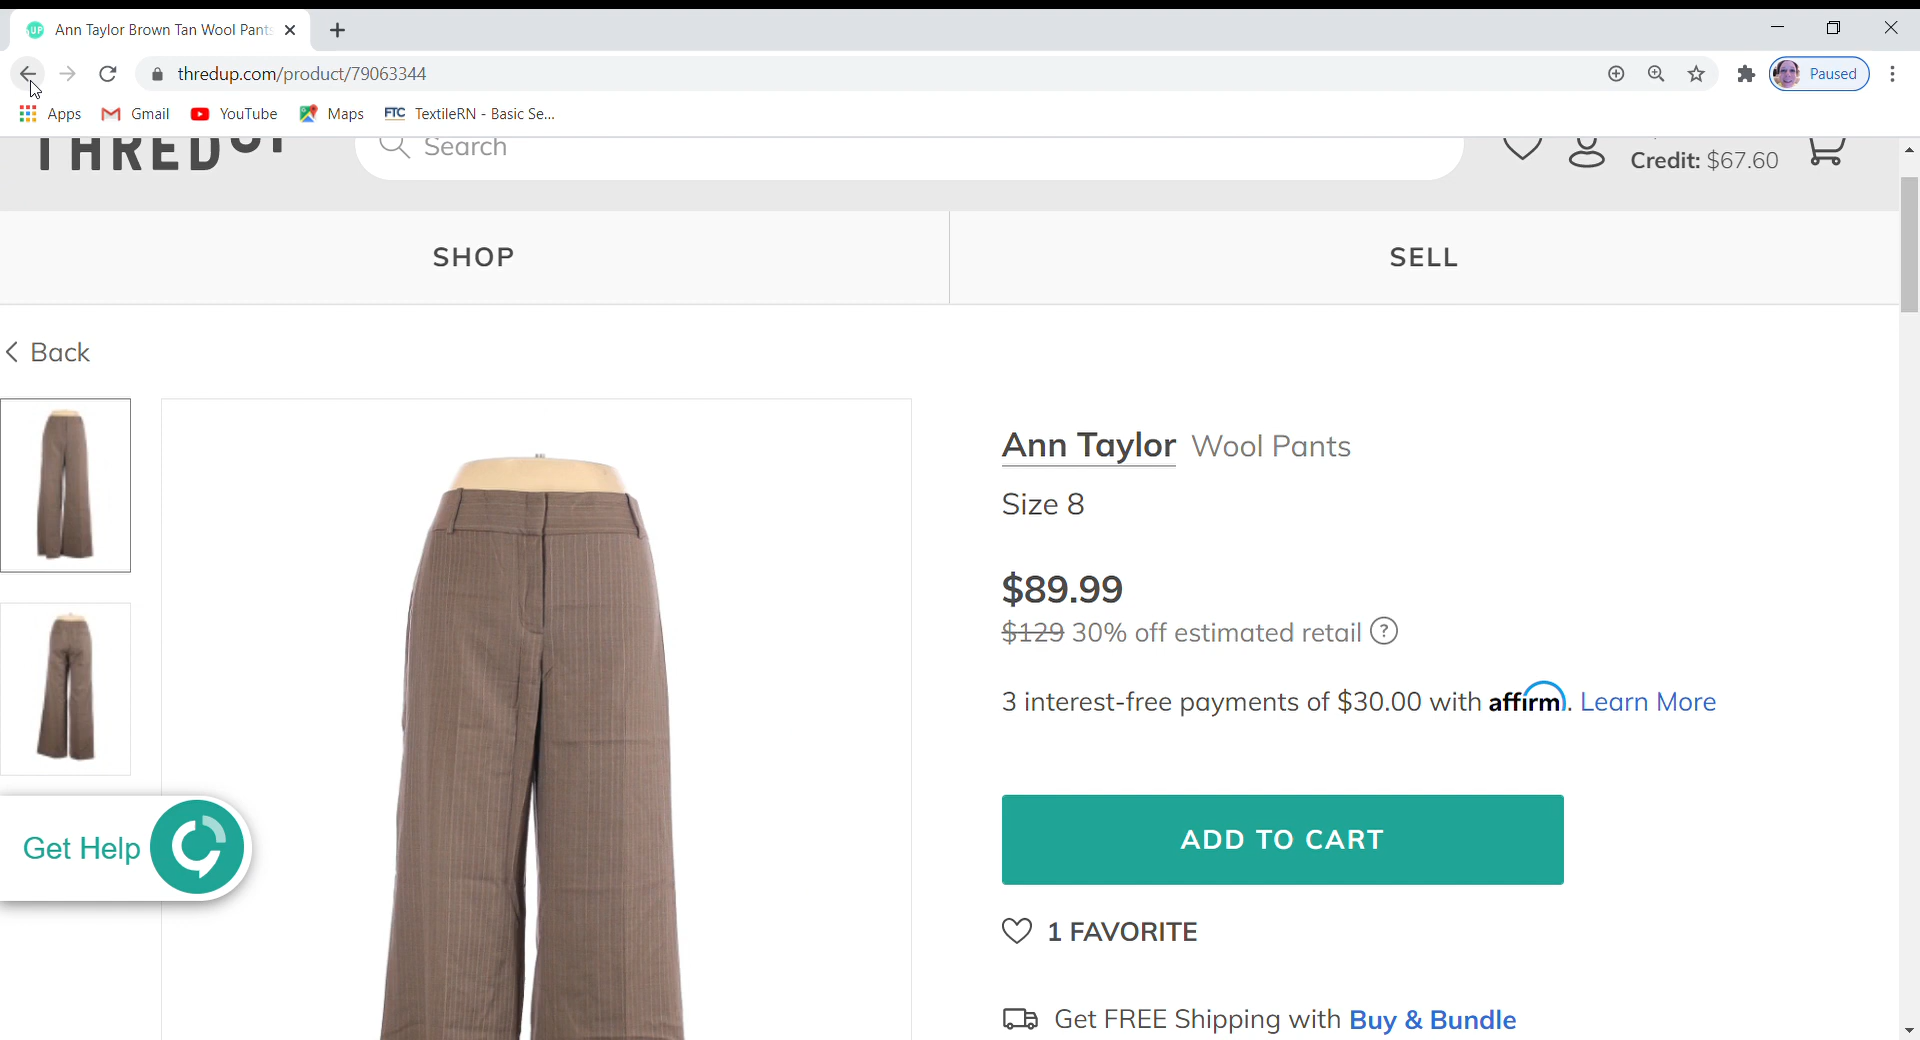 Ann Taylor Brown Tan Wool Pants
thredup.com/product/79063344
Paused
Apps
Gmail
YouTube
Maps
FTC TextileRN - Basic Se...
THREDUP
Search
Credit: $67.60
SHOP
SELL
Back
Ann Taylor Wool Pants
Size 8
$89.99
$129 30% off estimated retail ?
3 interest-free payments of $30.00 with affirm. Learn More
Get Help
ADD TO CART
1 FAVORITE
Get FREE Shipping with Buy & Bundle